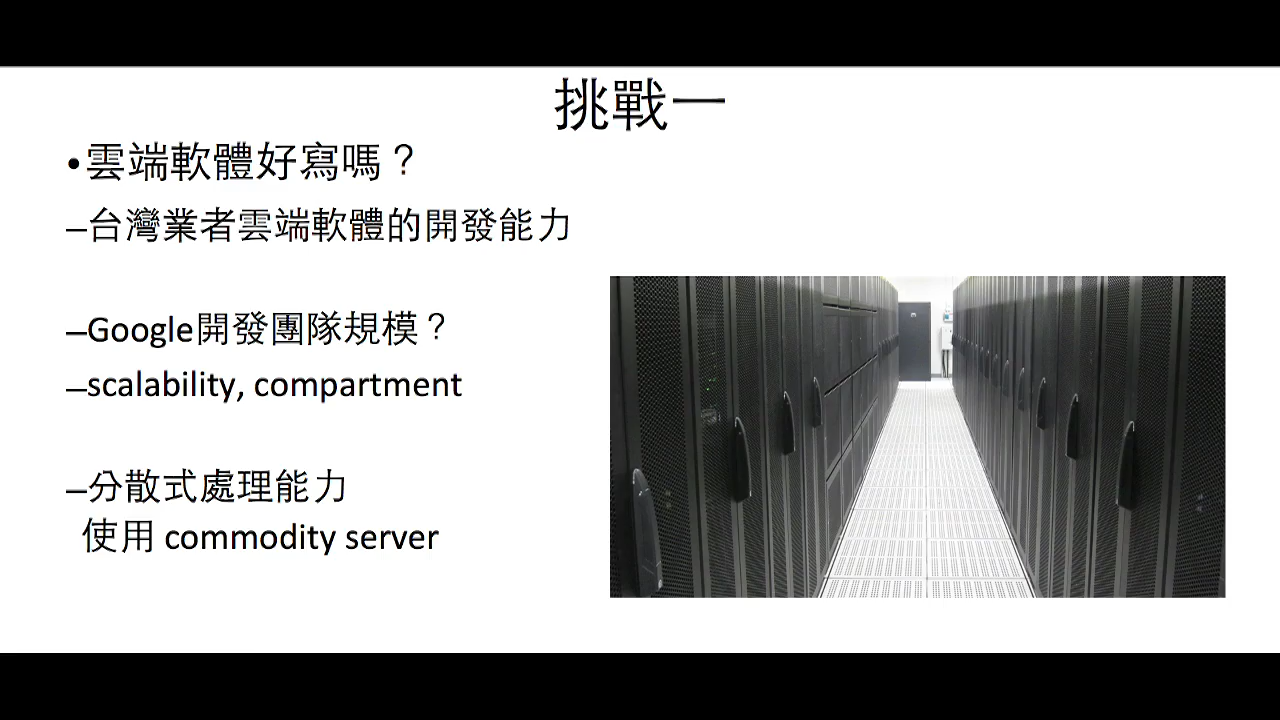 挑戰一
•雲端軟體好寫嗎？
–台灣業者雲端軟體的開發能力
–Google開發團隊規模？
–scalability, compartment
–分散式處理能力
使用 commodity server